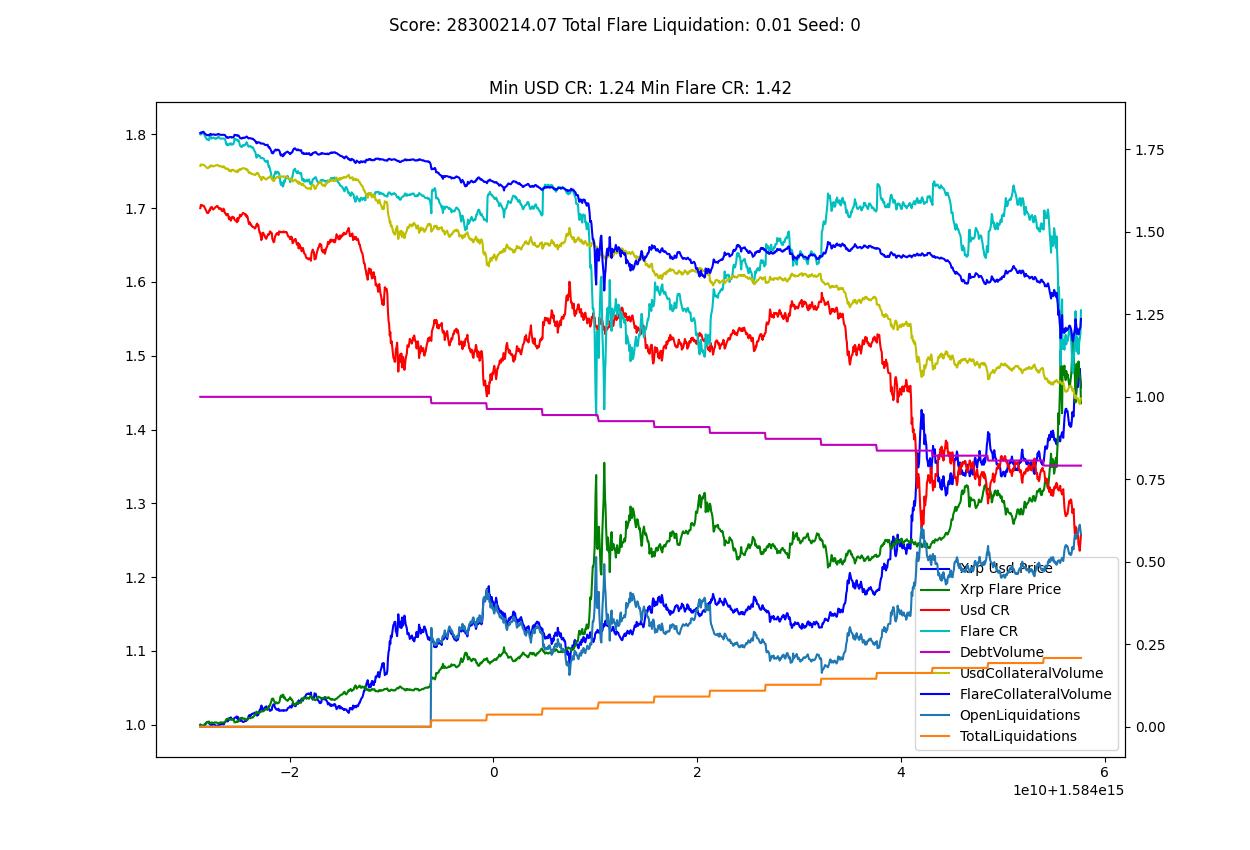 Score: 28300214.07 Total Flare Liquidation: 0.01 Seed: 0
Min USD CR: 1.24 Min Flare CR: 1.42
1.8
1.7
1.6
1.5
1.4
1.3
1.2
1.1
1.0
1.75
1.50
1.25
1.00
0.75
0.50
0.25
0.00
Xrp Usd Price
Xrp Flare Price
Usd CR
Flare CR
DebtVolume
UsdCollateralVolume
FlareCollateralVolume
OpenLiquidations
TotalLiquidations
−2 0 2 4 6
1e10+1.584e15